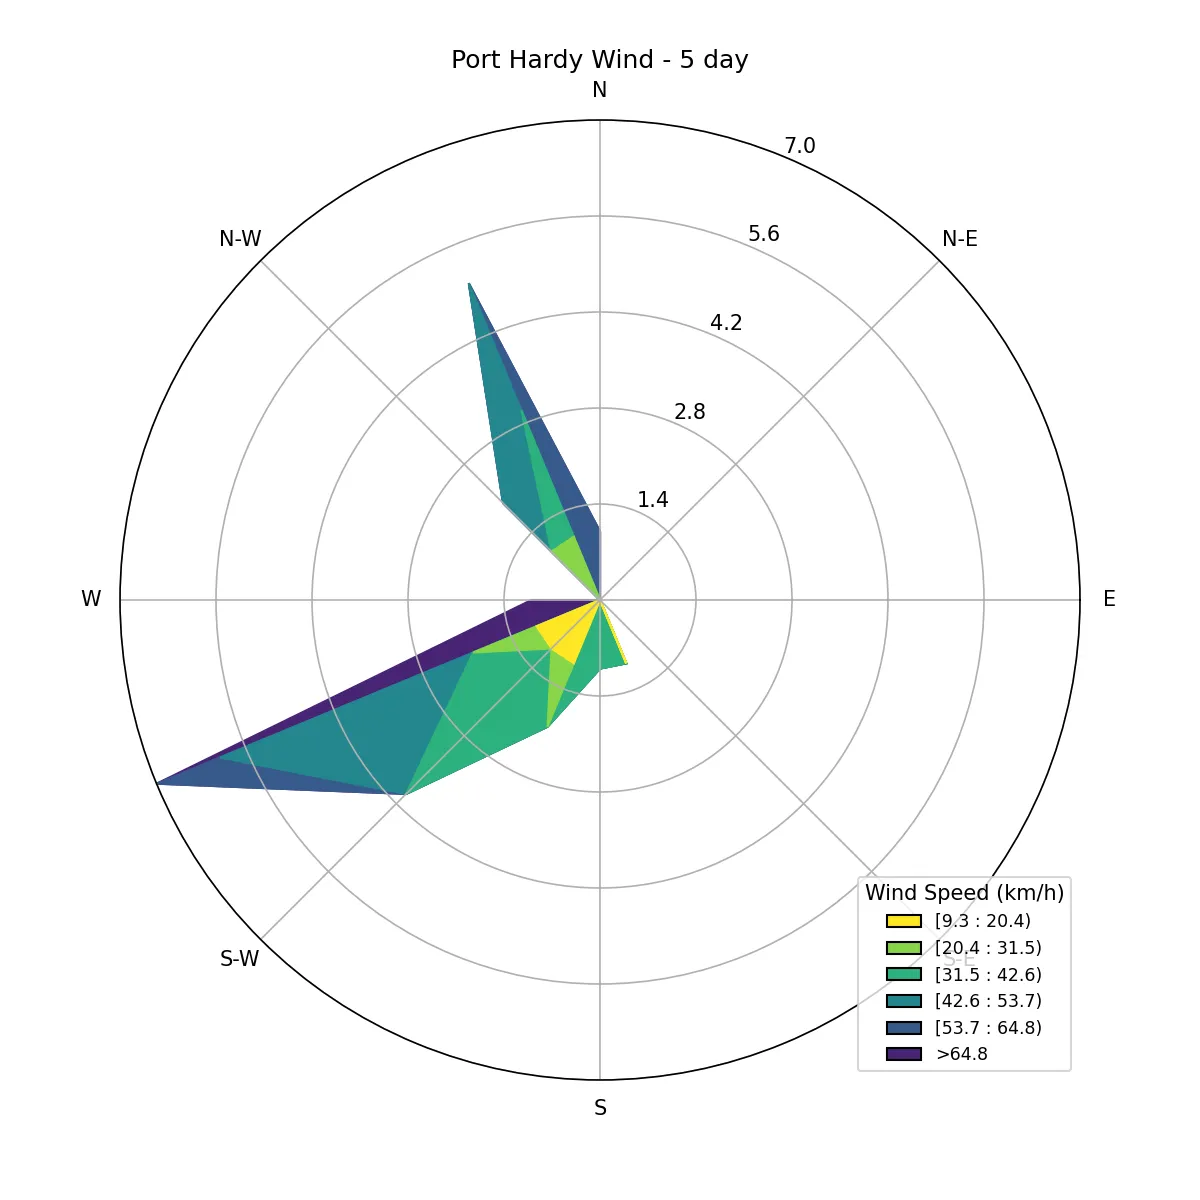 Port Hardy Wind - 5 day
N
7.0
N-W
5.6
N-E
4.2
2.8
1.4
W
E
Wind Speed (km/h)
[9.3 : 20.4)
[20.4 : 31.5)
S-W
S-E
[31.5 : 42.6)
[42.6 : 53.7)
[53.7 : 64.8)
>64.8
S